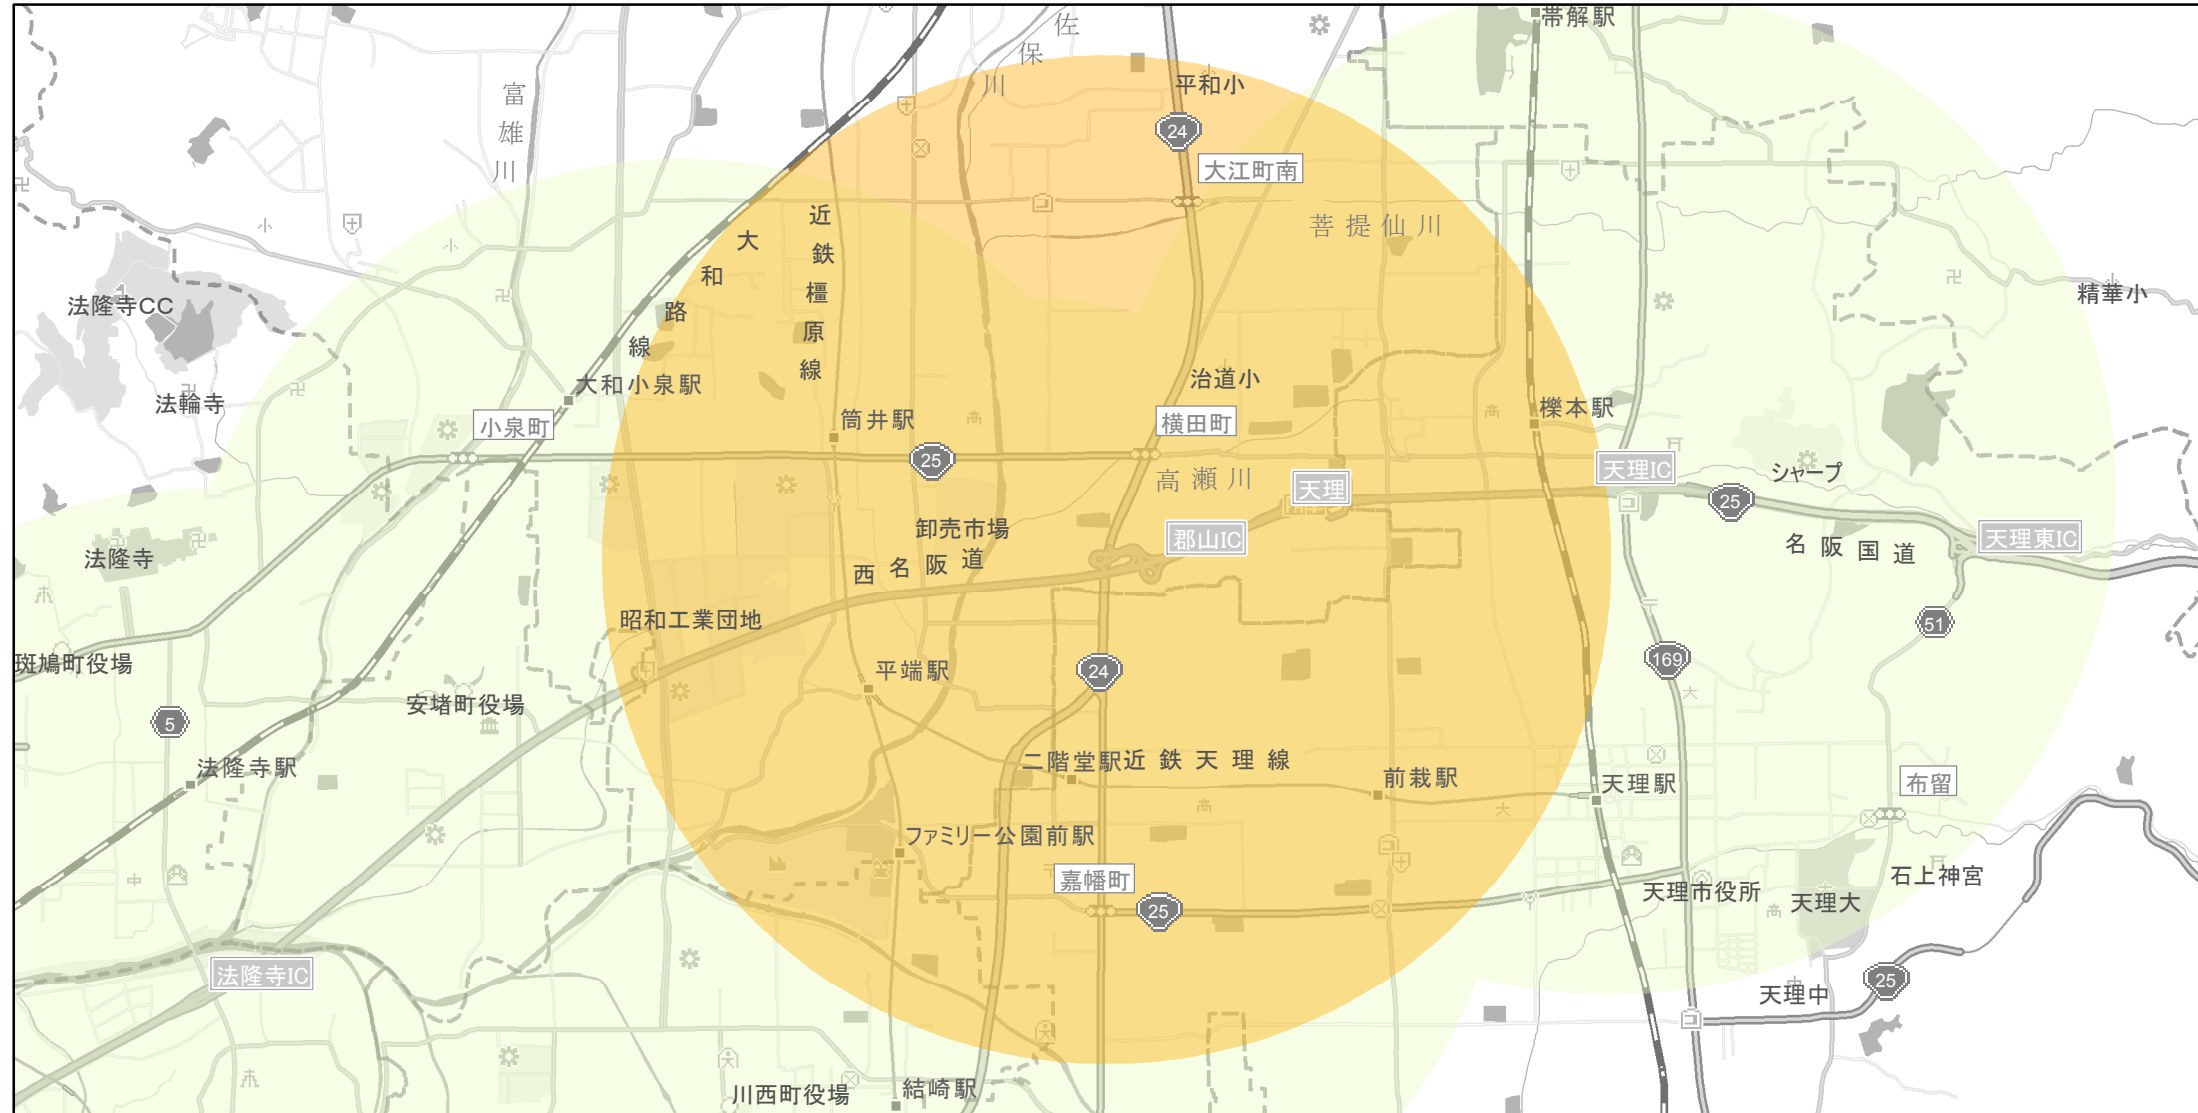 帯解駅
佐保川
富雄川
平和小
24
大江町南
菩提仙川
近鉄橿原線
大和路線
法隆寺CC
精華小
法輪寺
大和小泉駅
治道小
小泉町
筒井駅
横田町
櫟本駅
25
高瀬川
天理
天理IC
シャープ
25
卸売市場
郡山IC
名阪国道
天理東IC
法隆寺
西名阪道
昭和工業団地
51
斑鳩町役場
平端駅
24
169
安堵町役場
5
法隆寺駅
二階堂駅
近鉄天理線
前栽駅
天理駅
布留
ファミリー公園前駅
嘉幡町
25
天理市役所
天理大
石上神宮
法隆寺IC
25
天理中
川西町役場
結崎駅